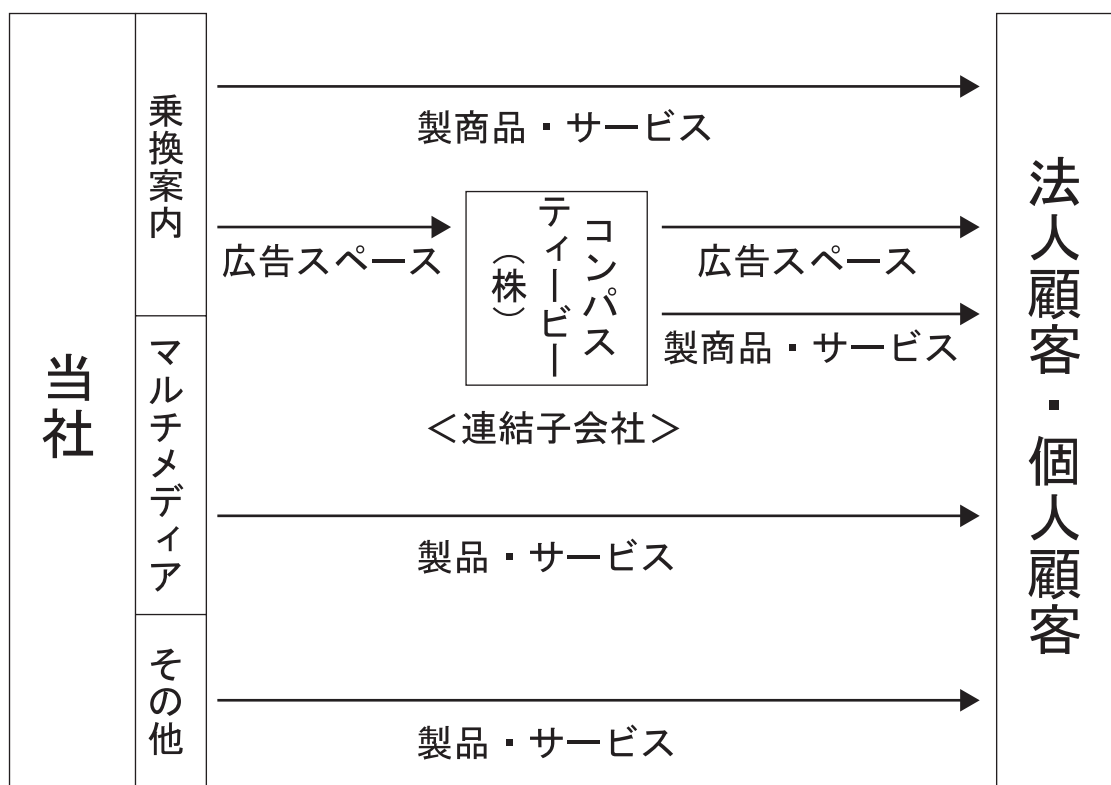 当社
乗換案内
マルチメディア
その他
製商品・サービス
広告スペース
コンパス
ティービー
(株)
<連結子会社>
広告スペース
製商品・サービス
製品・サービス
製品・サービス
法人顧客・個人顧客